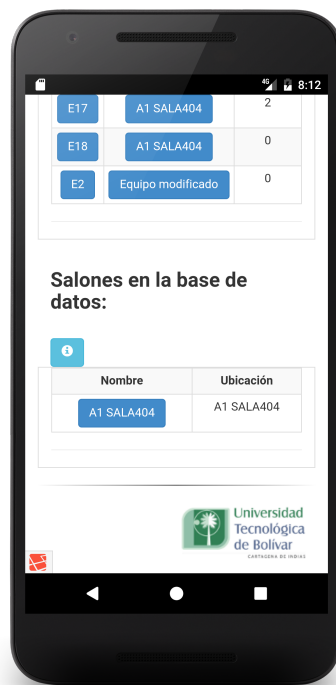 4G 8:12
E17 A1 SALA404 2
E18 A1 SALA404 0
E2 Equipo modificado 0
Salones en la base de
datos:
Nombre Ubicación
A1 SALA404 A1 SALA404
Universidad
Tecnológica
de Bolívar
CARTAGENA DE INDIAS